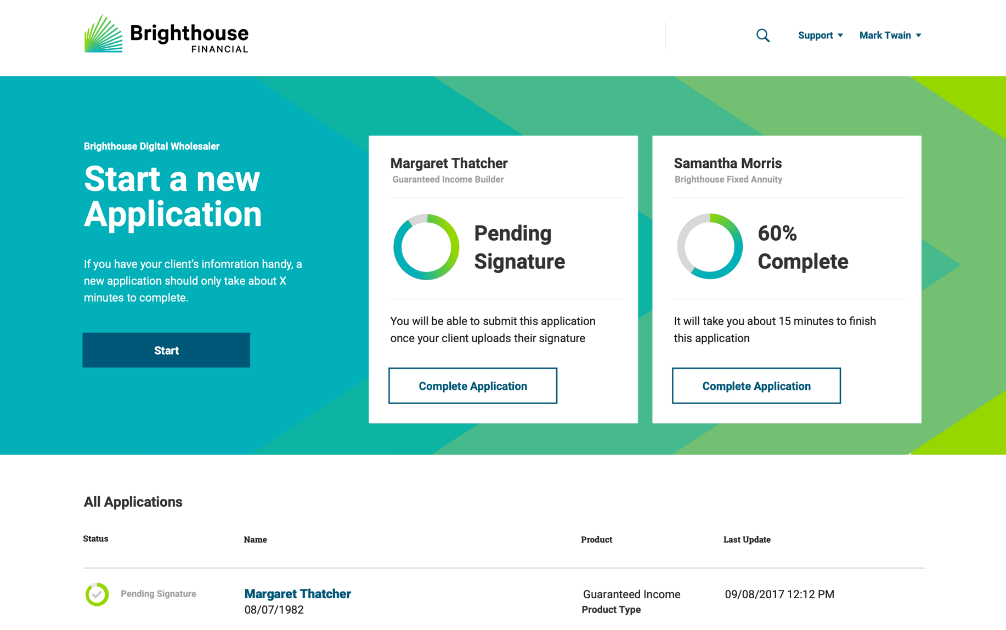 Brighthouse
FINANCIAL
Support
Mark Twain
Brighthouse Digital Wholesaler
Start a new
Application
If you have your client's infomration handy, a
new application should only take about X
minutes to complete.
Start
Margaret Thatcher
Guaranteed Income Builder
Pending
Signature
You will be able to submit this application
once your client uploads their signature
Complete Application
Samantha Morris
Brighthouse Fixed Annuity
60%
Complete
It will take you about 15 minutes to finish
this application
Complete Application
All Applications
Status
Name
Product
Last Update
Pending Signature
Margaret Thatcher
08/07/1982
Guaranteed Income
Product Type
09/08/2017 12:12 PM